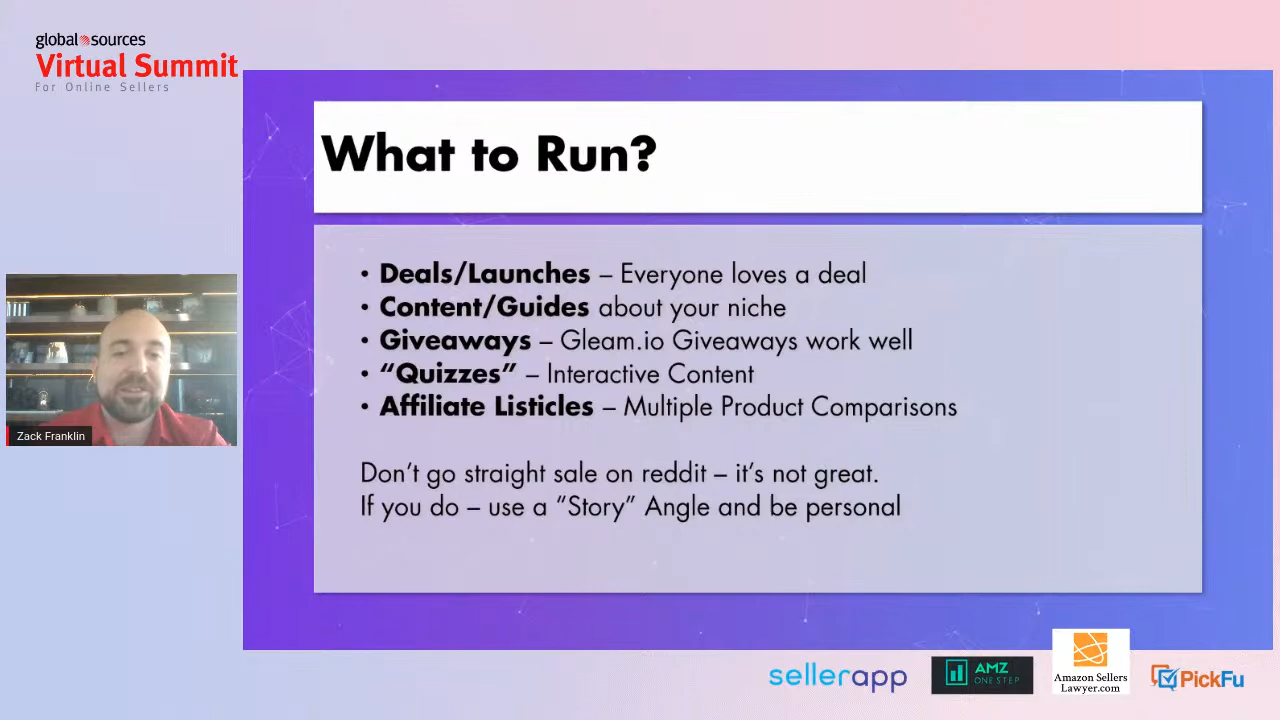 global sources
Virtual Summit
For Online Sellers
What to Run?
• Deals/Launches – Everyone loves a deal
• Content/Guides about your niche
• Giveaways – Gleam.io Giveaways work well
• “Quizzes” – Interactive Content
• Affiliate Listicles – Multiple Product Comparisons
Don’t go straight sale on reddit – it’s not great.
If you do – use a “Story” Angle and be personal
Zack Franklin
sellerapp
AMZ
ONE STEP
Amazon Sellers
Lawyer.com
PickFu